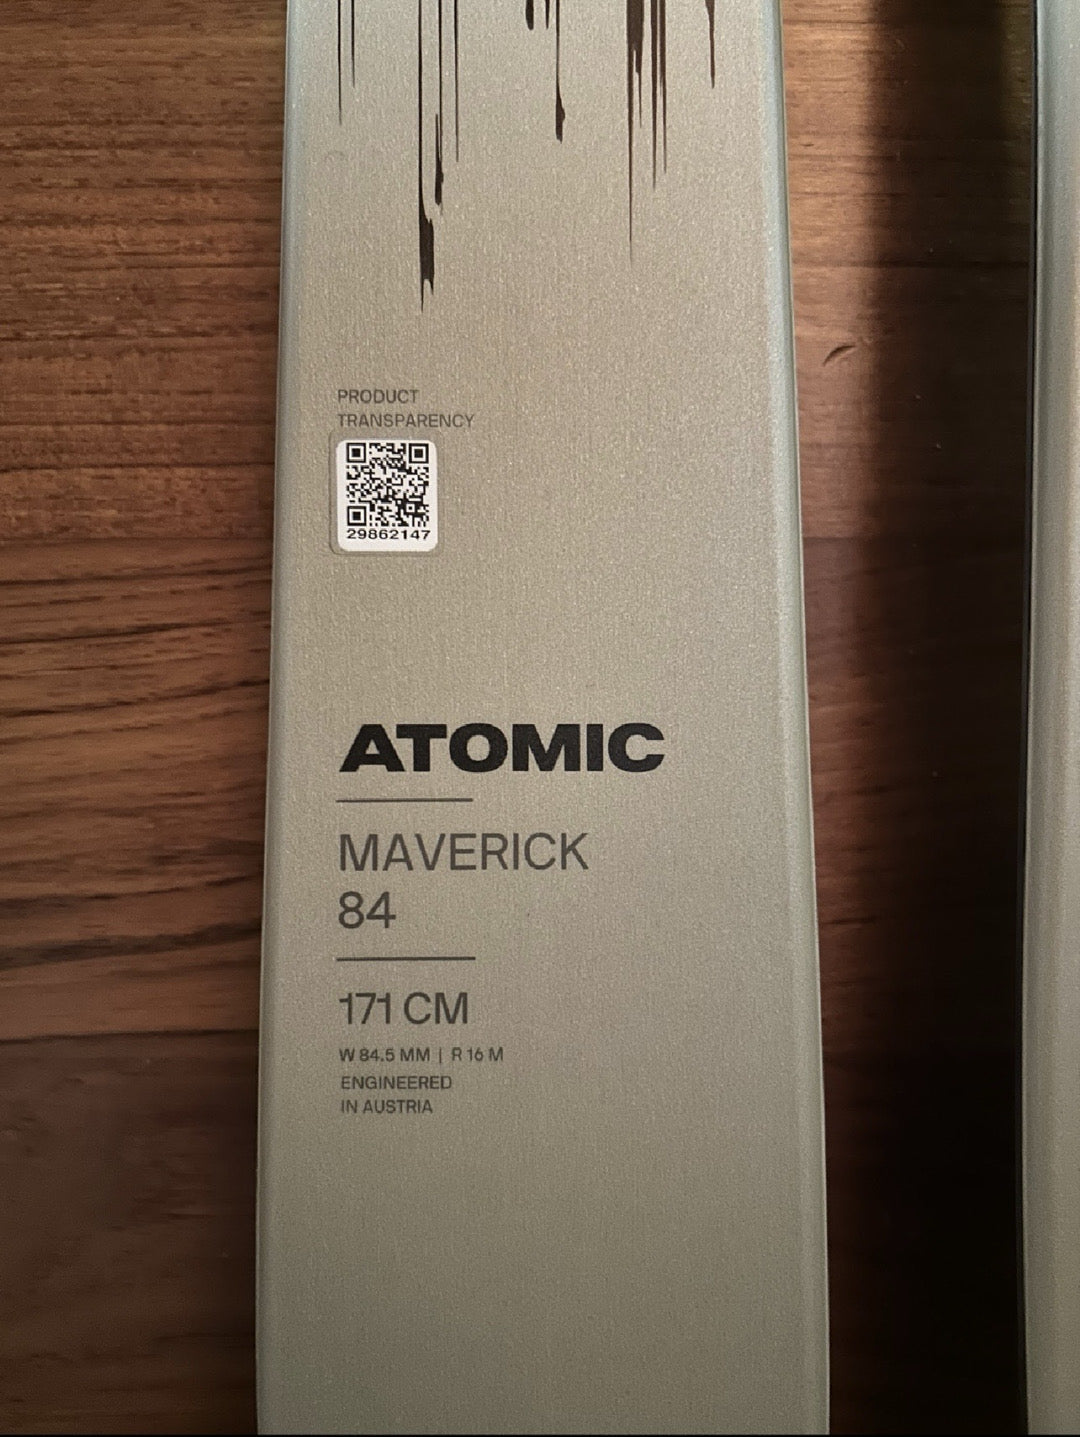 PRODUCT
TRANSPARENCY
29862147
ATOMIC
MAVERICK
84
171 CM
W 84.5 MM | R 16 M
ENGINEERED
IN AUSTRIA